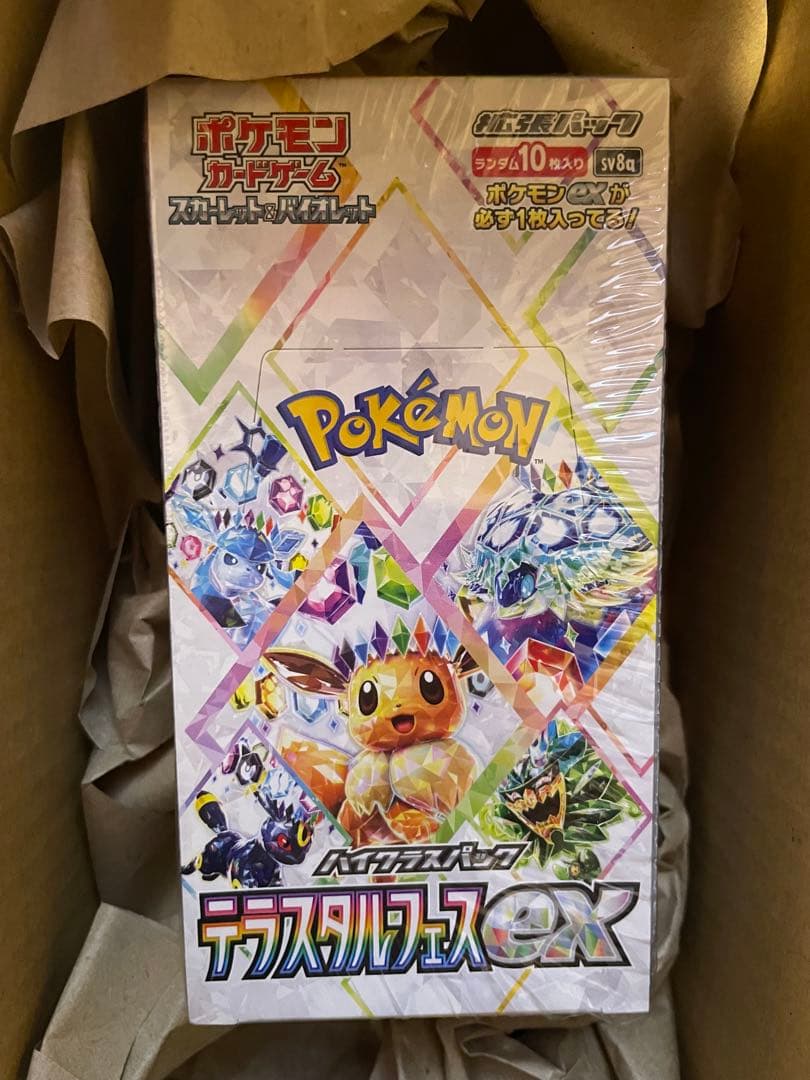 ポケモン
カードゲーム™
スカーレット&バイオレット
拡張パック
ランダム10枚入り sv8a
ポケモンexが
必ず1枚入ってる!
POKéMON™
ハイクラスパック
テラスタル・フェスex